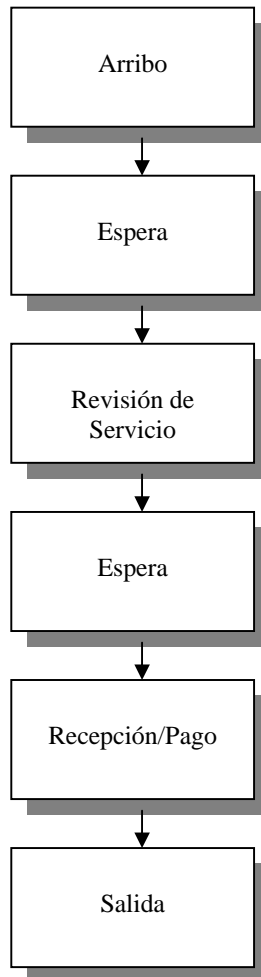 Arribo
Espera
Revisión de
Servicio
Espera
Recepción/Pago
Salida